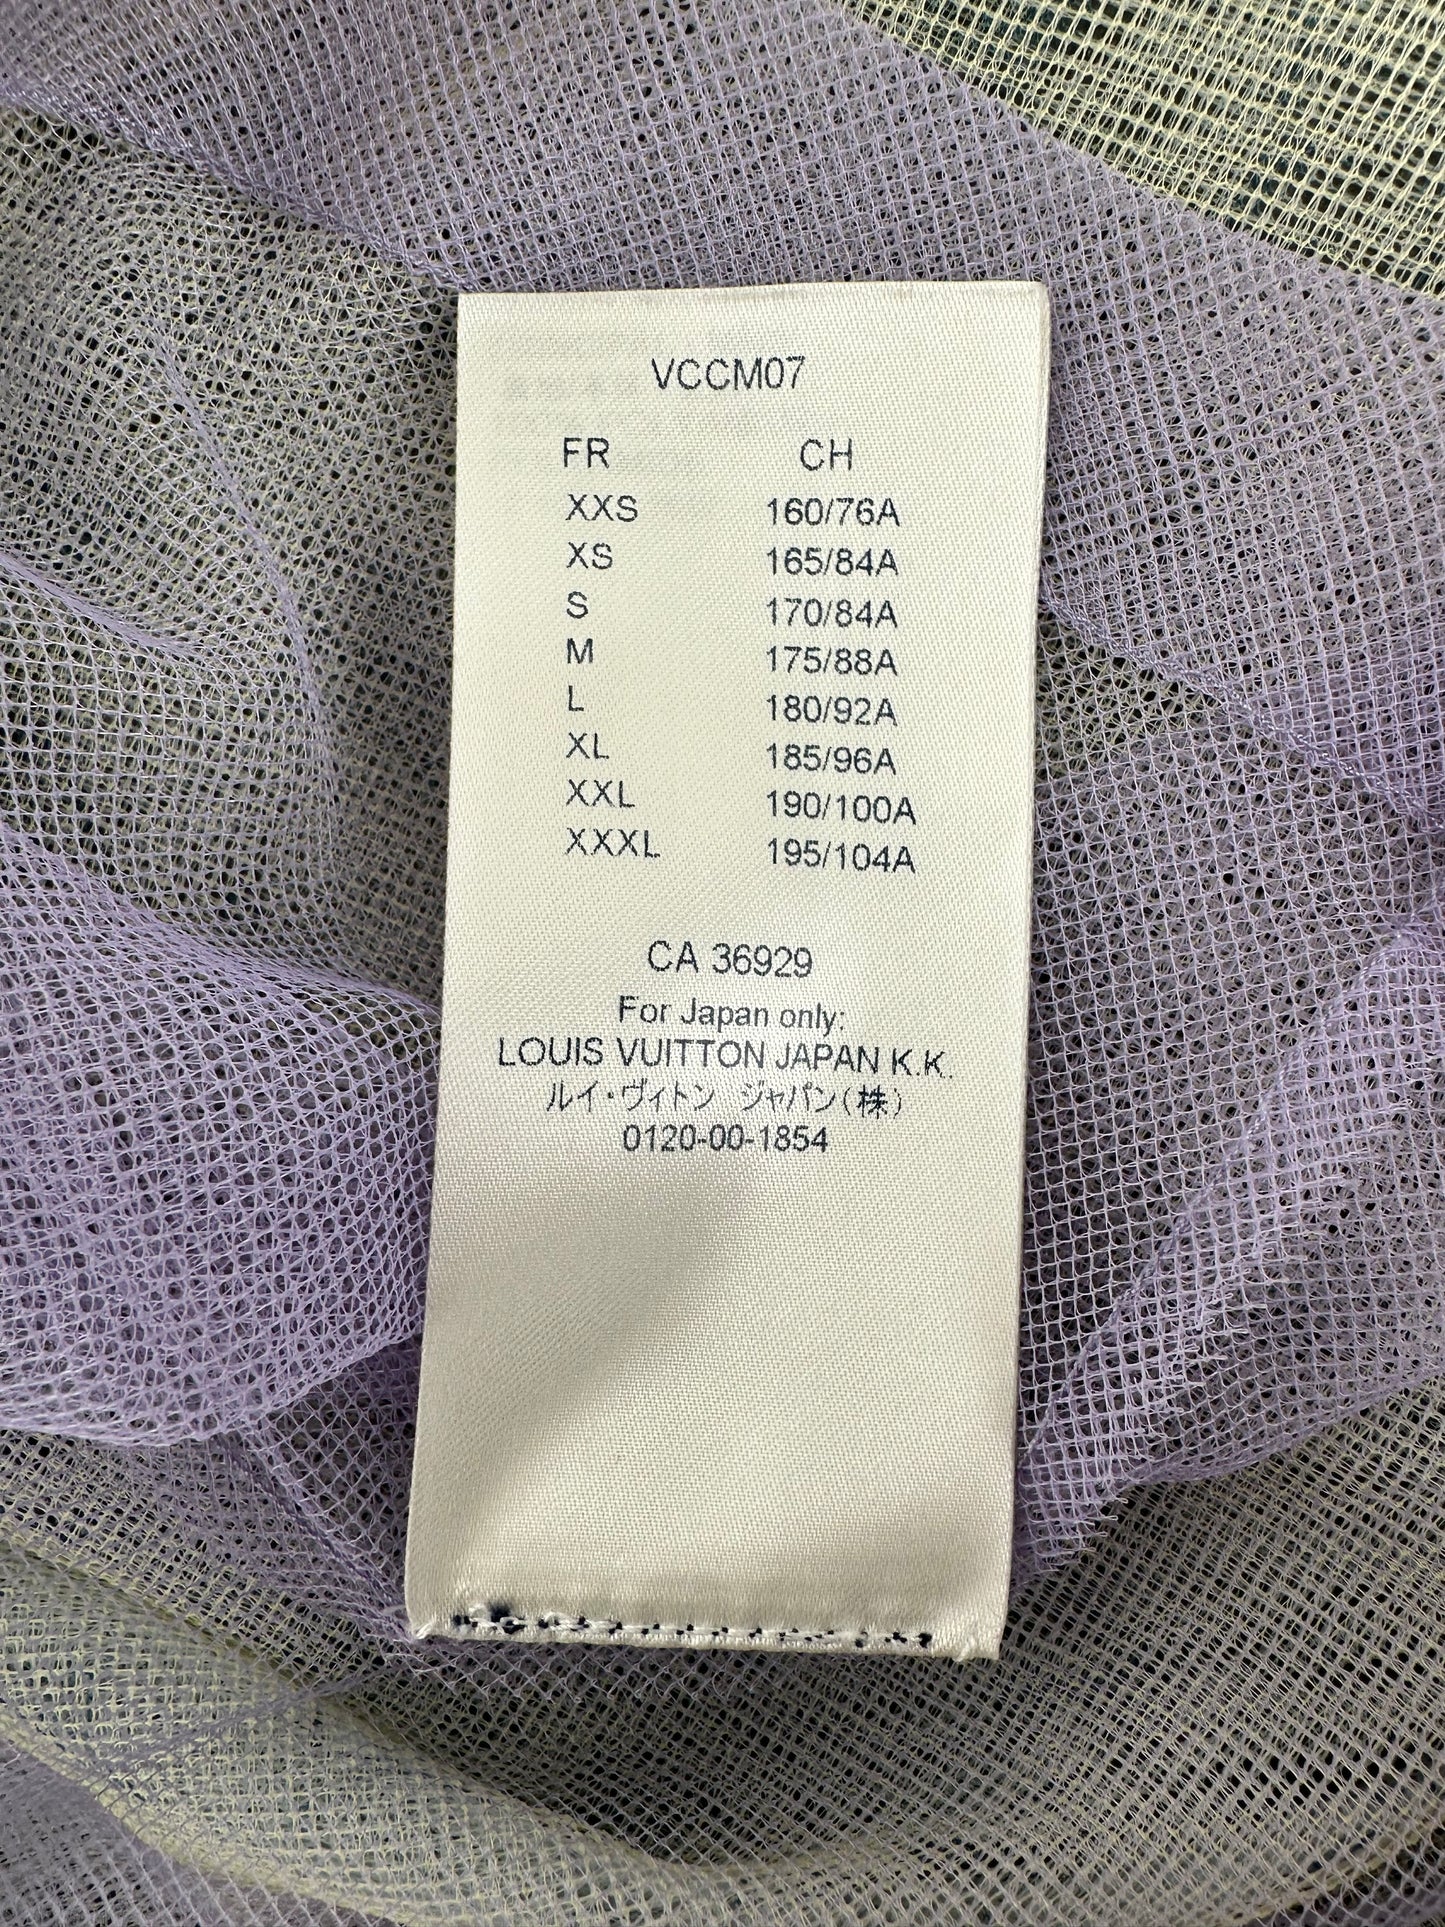 VCCM07
FR CH
XXS 160/76A
XS 165/84A
S 170/84A
M 175/88A
L 180/92A
XL 185/96A
XXL 190/100A
XXXL 195/104A
CA 36929
For Japan only:
LOUIS VUITTON JAPAN K.K.
ルイ・ヴィトン ジャパン(株)
0120-00-1854